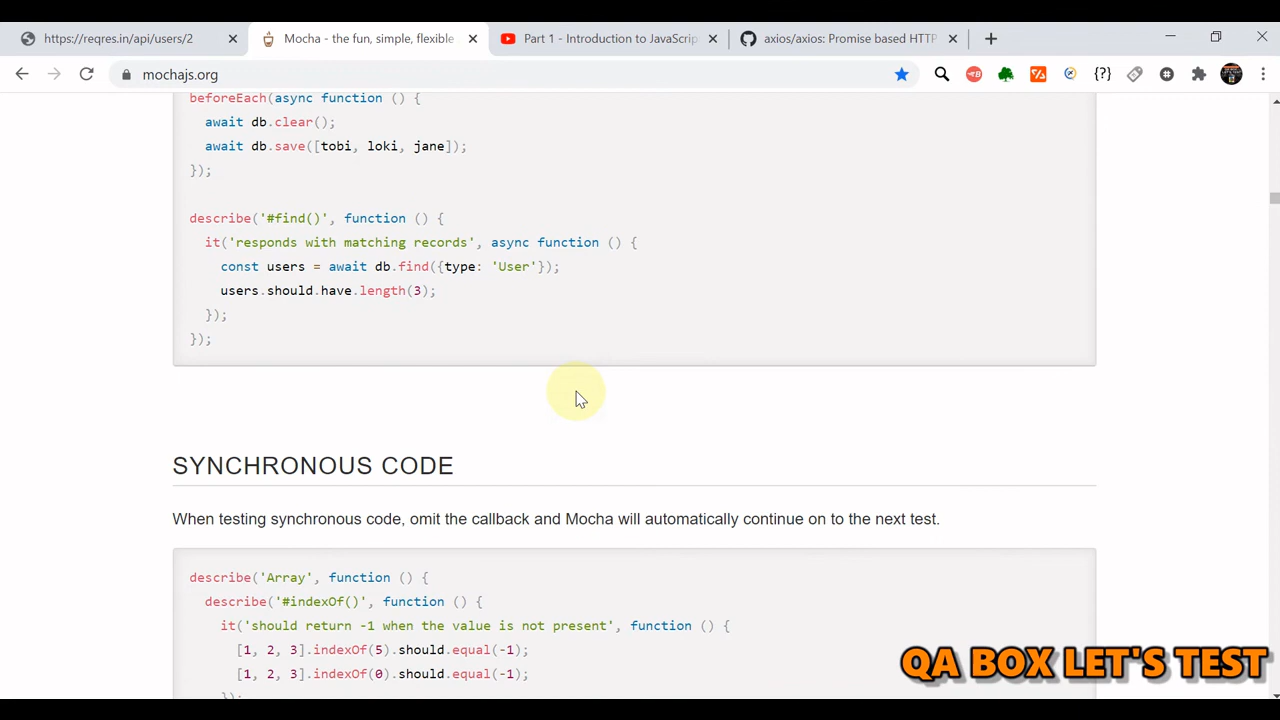 https://reqres.in/api/users/2
Mocha - the fun, simple, flexible
Part 1 - Introduction to JavaScrip
axios/axios: Promise based HTTP
mochajs.org
beforeEach(async function () {
await db.clear();
await db.save([tobi, loki, jane]);
});
describe('#find()', function () {
it('responds with matching records', async function () {
const users = await db.find({type: 'User'});
users.should.have.length(3);
});
});
SYNCHRONOUS CODE
When testing synchronous code, omit the callback and Mocha will automatically continue on to the next test.
describe('Array', function () {
describe('#indexOf()', function () {
it('should return -1 when the value is not present', function () {
[1, 2, 3].indexOf(5).should.equal(-1);
[1, 2, 3].indexOf(0).should.equal(-1);
});
QA BOX LET'S TEST